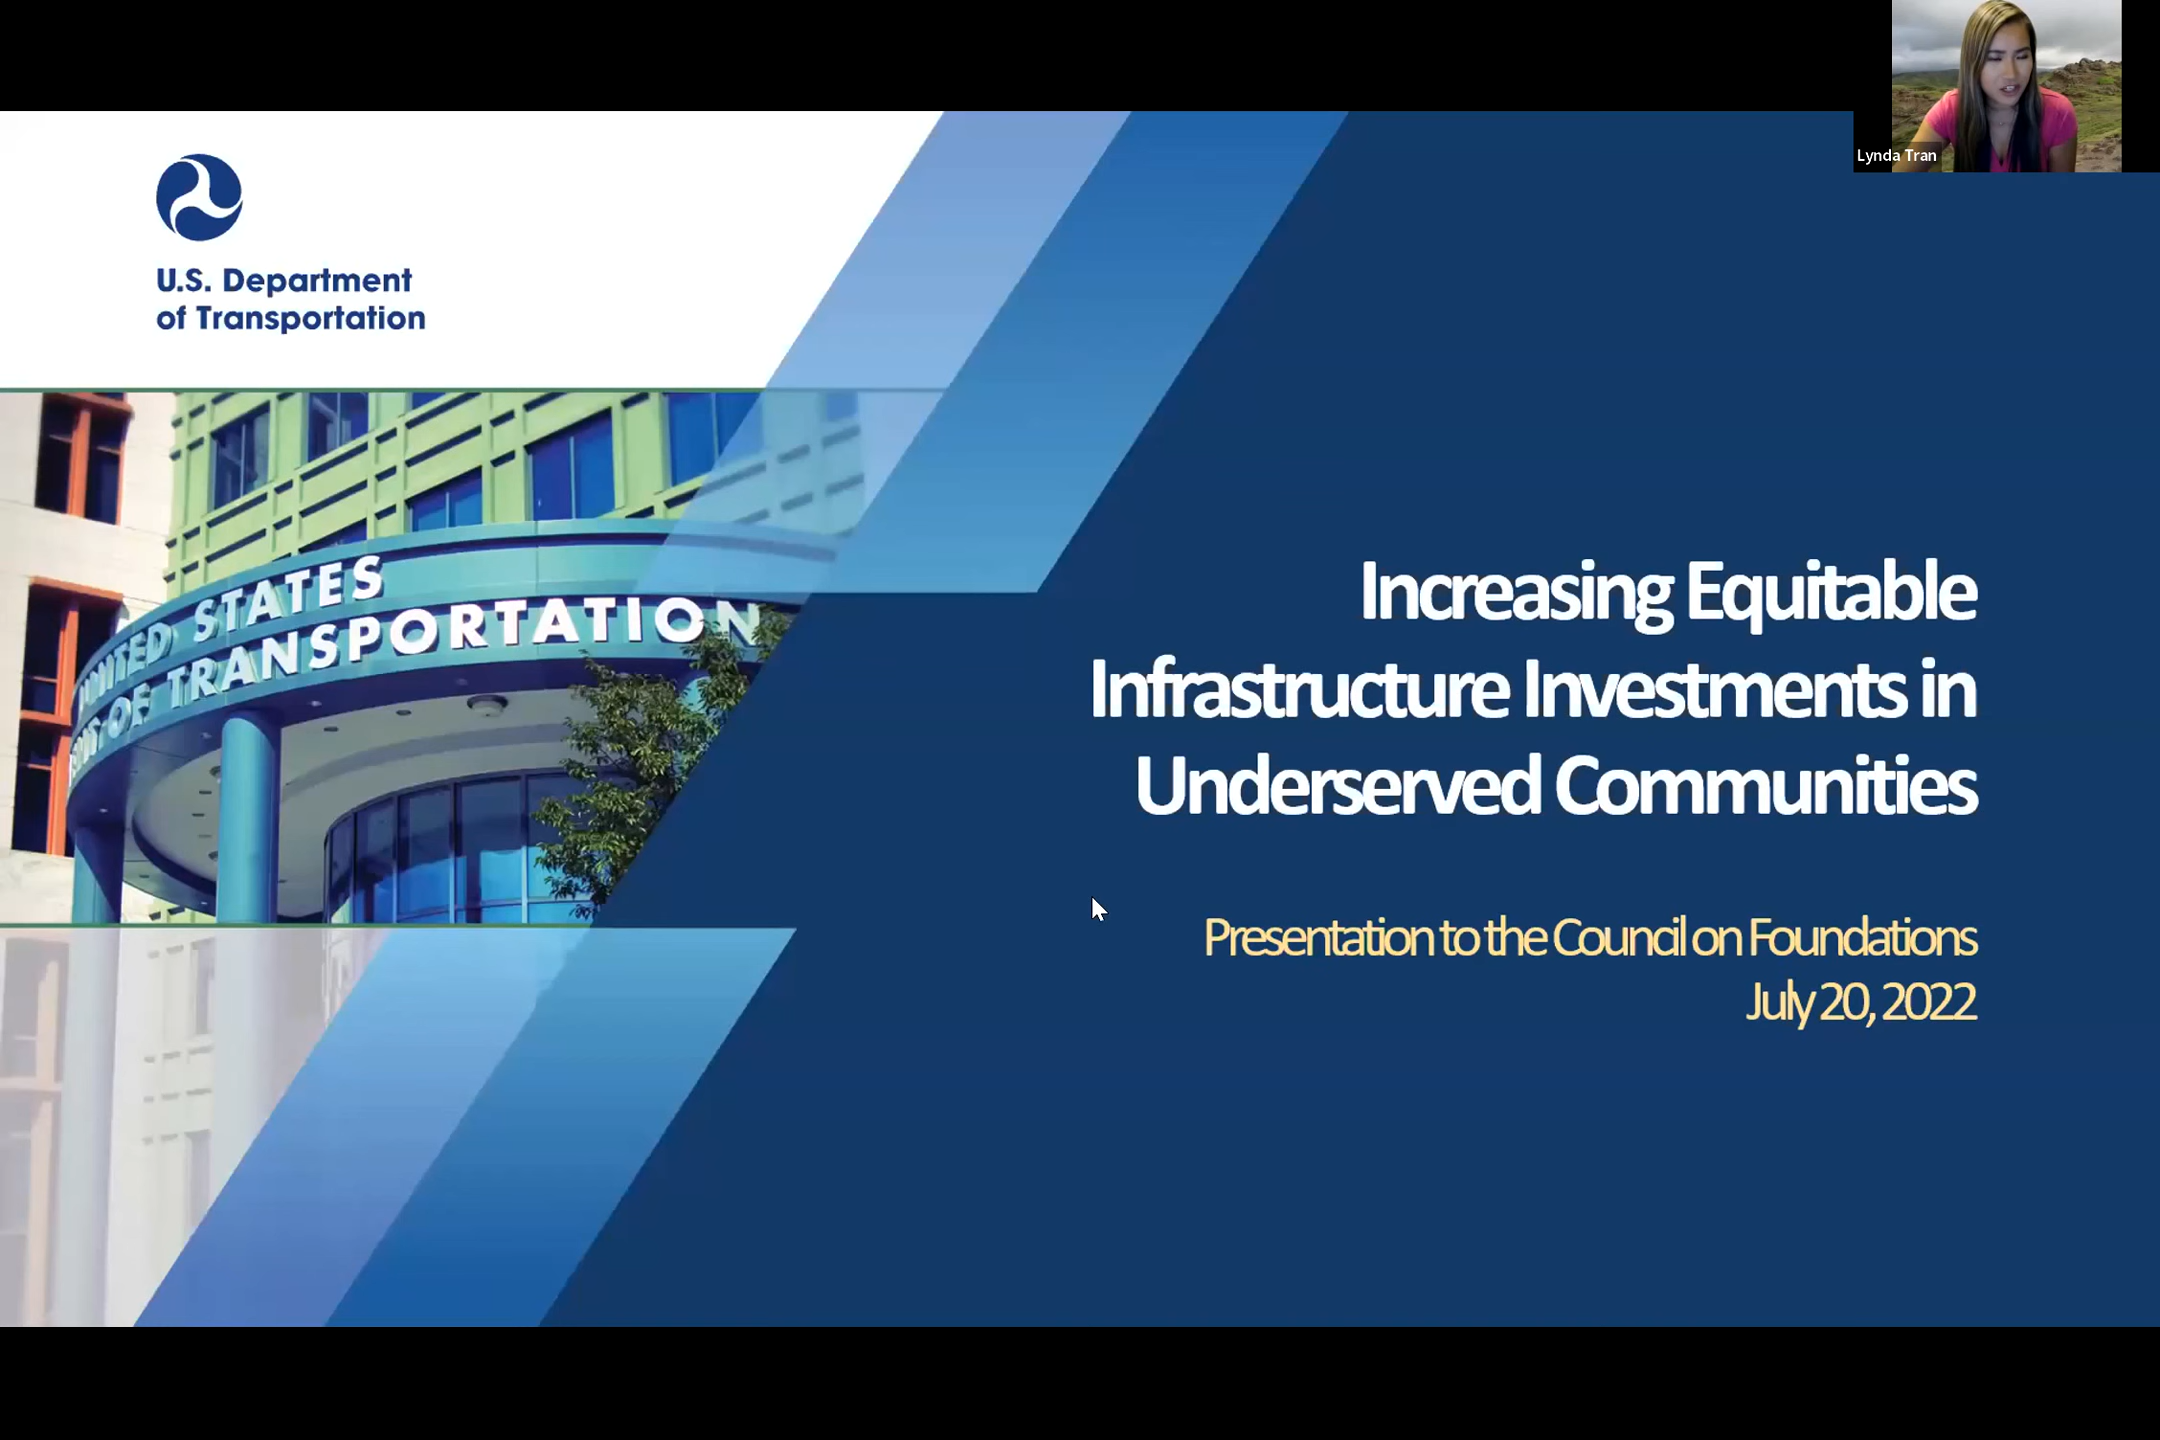 Lynda Tran
U.S. Department
of Transportation
UNITED STATES
OF TRANSPORTATION
Increasing Equitable
Infrastructure Investments in
Underserved Communities
Presentation to the Council on Foundations
July 20, 2022